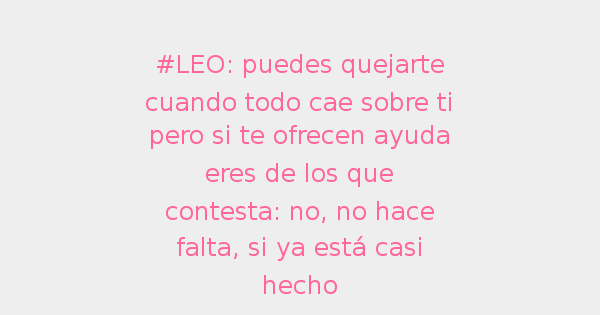 #LEO: puedes quejarte
cuando todo cae sobre ti
pero si te ofrecen ayuda
eres de los que
contesta: no, no hace
falta, si ya está casi
hecho